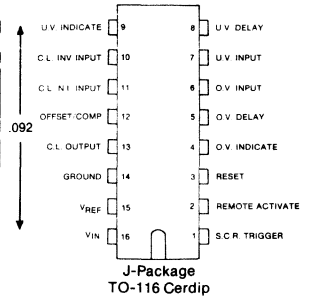 U.V. INDICATE 9 8 U.V. DELAY
C.L. INV INPUT 10 7 U.V. INPUT
C.L. N.I. INPUT 11 6 O.V. INPUT
OFFSET/COMP 12 5 O.V. DELAY
.092
C.L. OUTPUT 13 4 O.V. INDICATE
GROUND 14 3 RESET
VREF 15 2 REMOTE ACTIVATE
VIN 16 1 S.C.R. TRIGGER
J-Package
TO-116 Cerdip